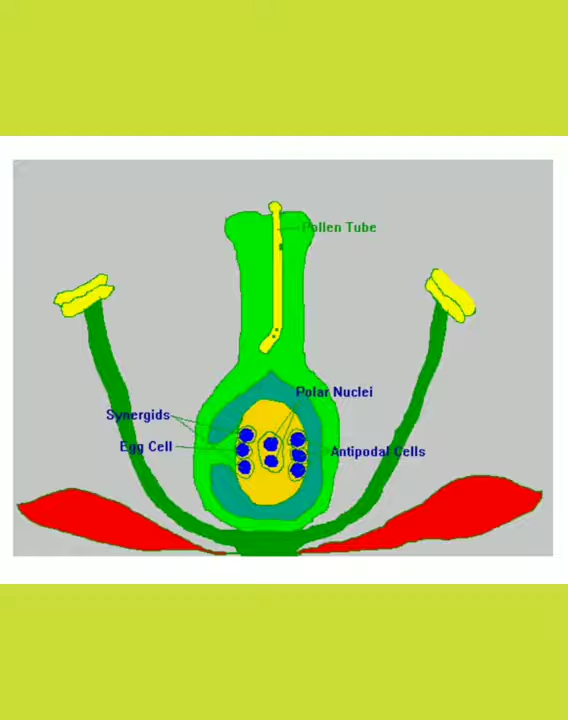 Pollen Tube
Polar Nuclei
Synergids
Egg Cell
Antipodal Cells